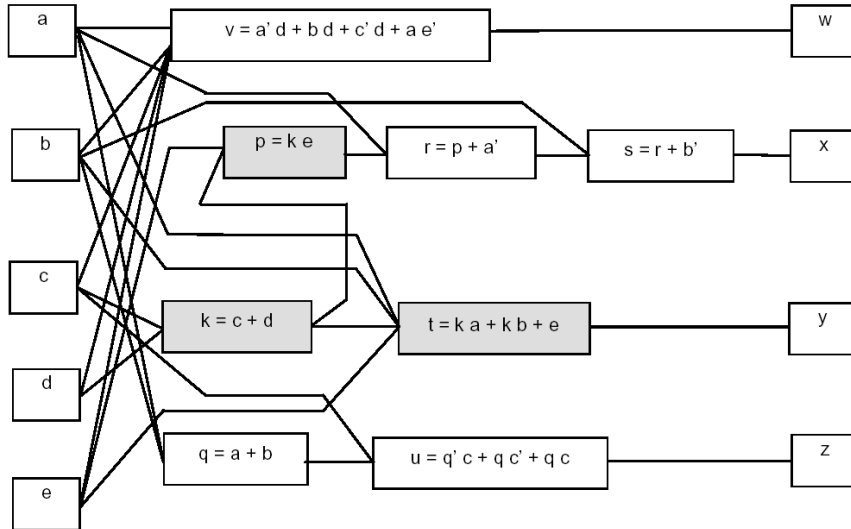 a
v = a' d + b d + c' d + a e'
w
b
p = k e
r = p + a'
s = r + b'
x
c
k = c + d
t = k a + k b + e
y
d
q = a + b
u = q' c + q c' + q c
z
e